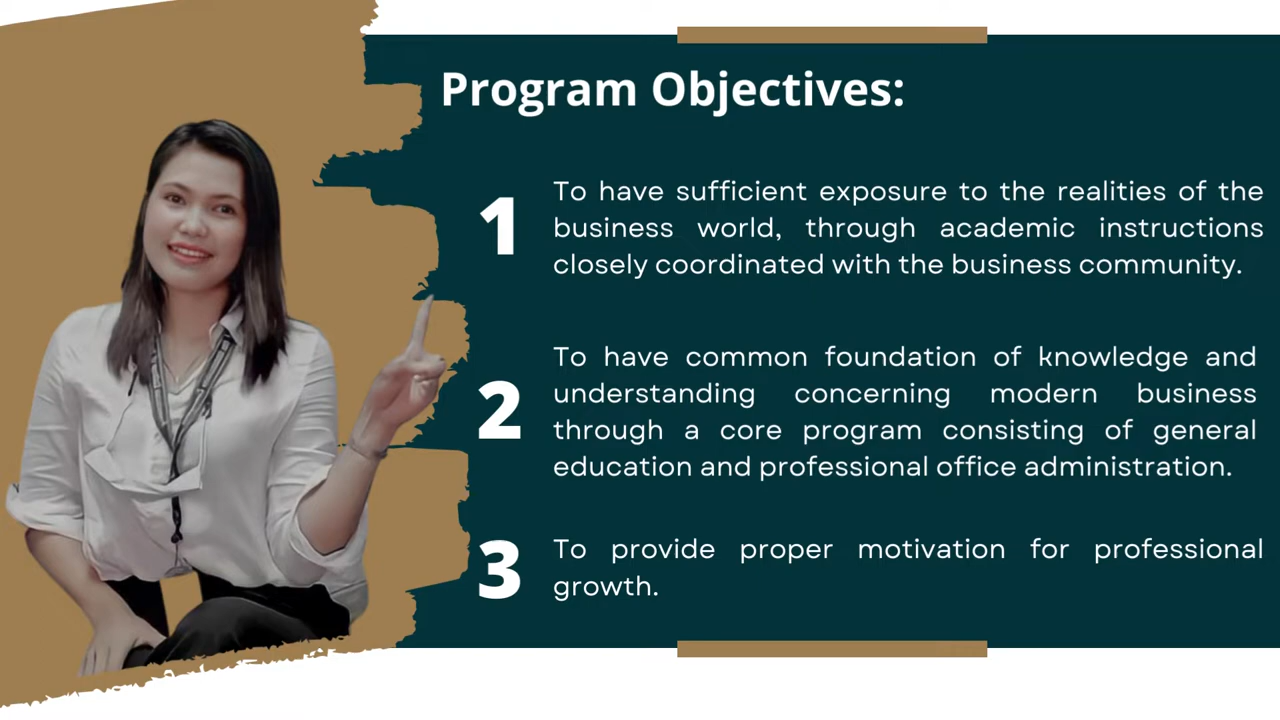 Program Objectives:
1
To have sufficient exposure to the realities of the
business world, through academic instructions
closely coordinated with the business community.
2
To have common foundation of knowledge and
understanding concerning modern business
through a core program consisting of general
education and professional office administration.
3
To provide proper motivation for professional
growth.